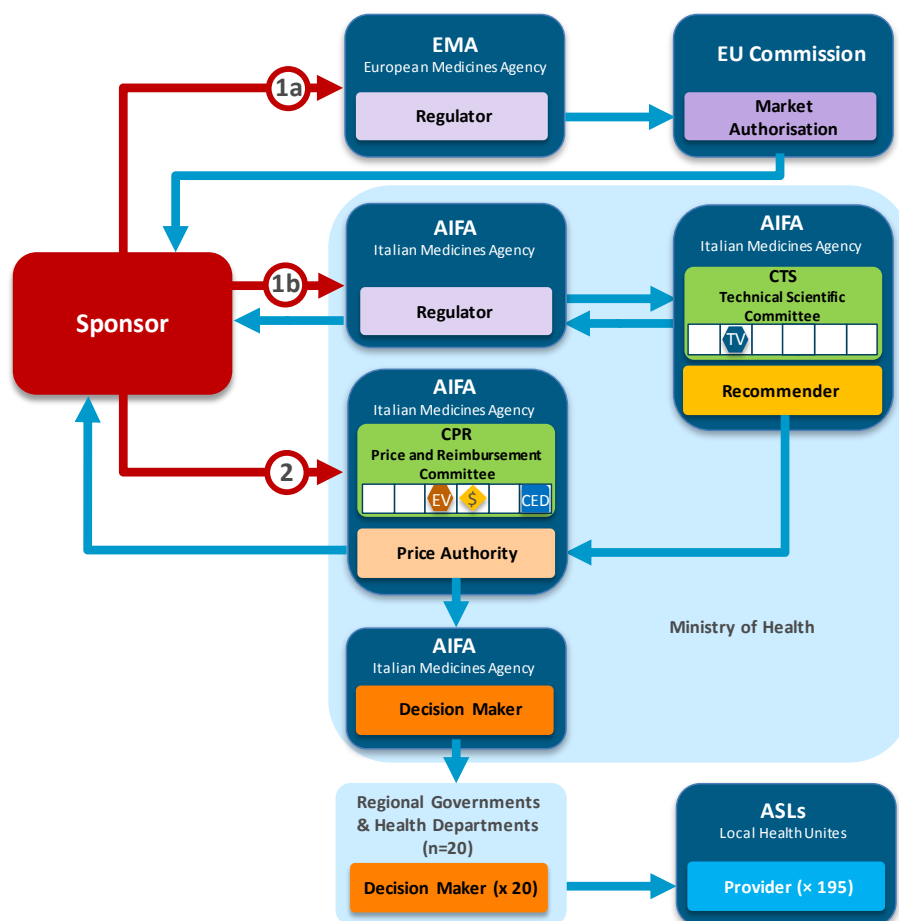 EMA
European Medicines Agency
Regulator
EU Commission
Market
Authorisation
1a
AIFA
Italian Medicines Agency
Regulator
AIFA
Italian Medicines Agency
CTS
Technical Scientific
Committee
TV
Recommender
1b
Sponsor
AIFA
Italian Medicines Agency
CPR
Price and Reimbursement
Committee
EV
$
CED
Price Authority
2
Ministry of Health
AIFA
Italian Medicines Agency
Decision Maker
Regional Governments
& Health Departments
(n=20)
Decision Maker (x 20)
ASLs
Local Health Unites
Provider (× 195)